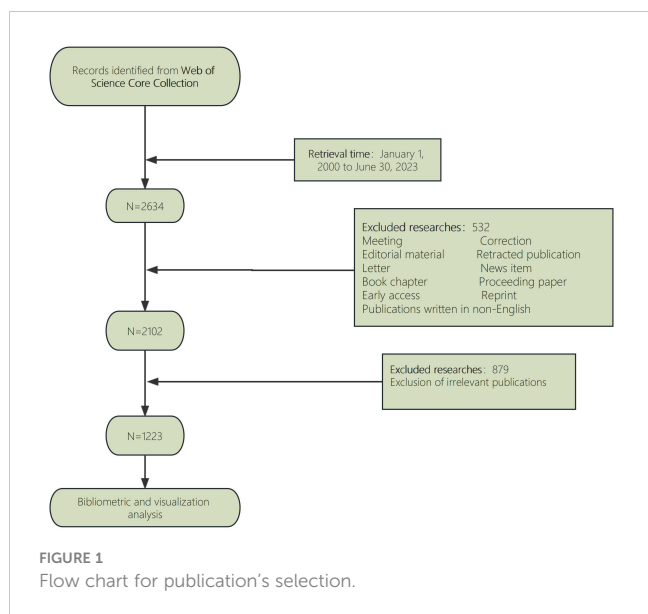 Records identified from Web of
Science Core Collection
Retrieval time: January 1,
2000 to June 30, 2023
N=2634
Excluded researches: 532
Meeting Correction
Editorial material Retracted publication
Letter News item
Book chapter Proceeding paper
Early access Reprint
Publications written in non-English
N=2102
Excluded researches: 879
Exclusion of irrelevant publications
N=1223
Bibliometric and visualization
analysis
FIGURE 1
Flow chart for publication's selection.